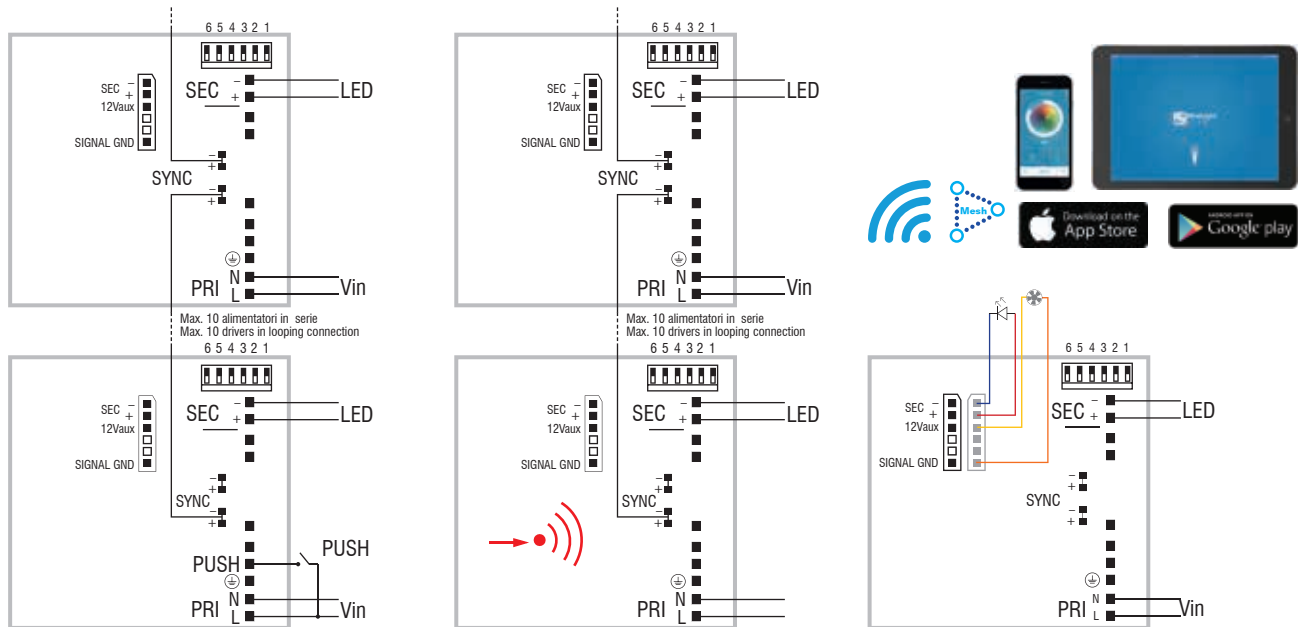 6 5 4 3 2 1
SEC −
+
12Vaux
SIGNAL GND
SEC −
+
LED
−
+
SYNC
−
+
N
PRI L
Vin
Max. 10 alimentatori in serie
Max. 10 drivers in looping connection
6 5 4 3 2 1
SEC −
+
12Vaux
SIGNAL GND
SEC −
+
LED
−
+
SYNC
−
+
PUSH
PUSH
N
PRI L
Vin
6 5 4 3 2 1
SEC −
+
12Vaux
SIGNAL GND
SEC −
+
LED
−
+
SYNC
−
+
N
PRI L
Vin
Max. 10 alimentatori in serie
Max. 10 drivers in looping connection
6 5 4 3 2 1
SEC −
+
12Vaux
SIGNAL GND
SEC −
+
LED
−
+
SYNC
−
+
N
PRI L
Mesh
Download on the
App Store
ANDROID APP ON
Google play
6 5 4 3 2 1
SEC −
+
12Vaux
SIGNAL GND
SEC −
+
LED
−
+
SYNC
−
+
N
PRI L
Vin